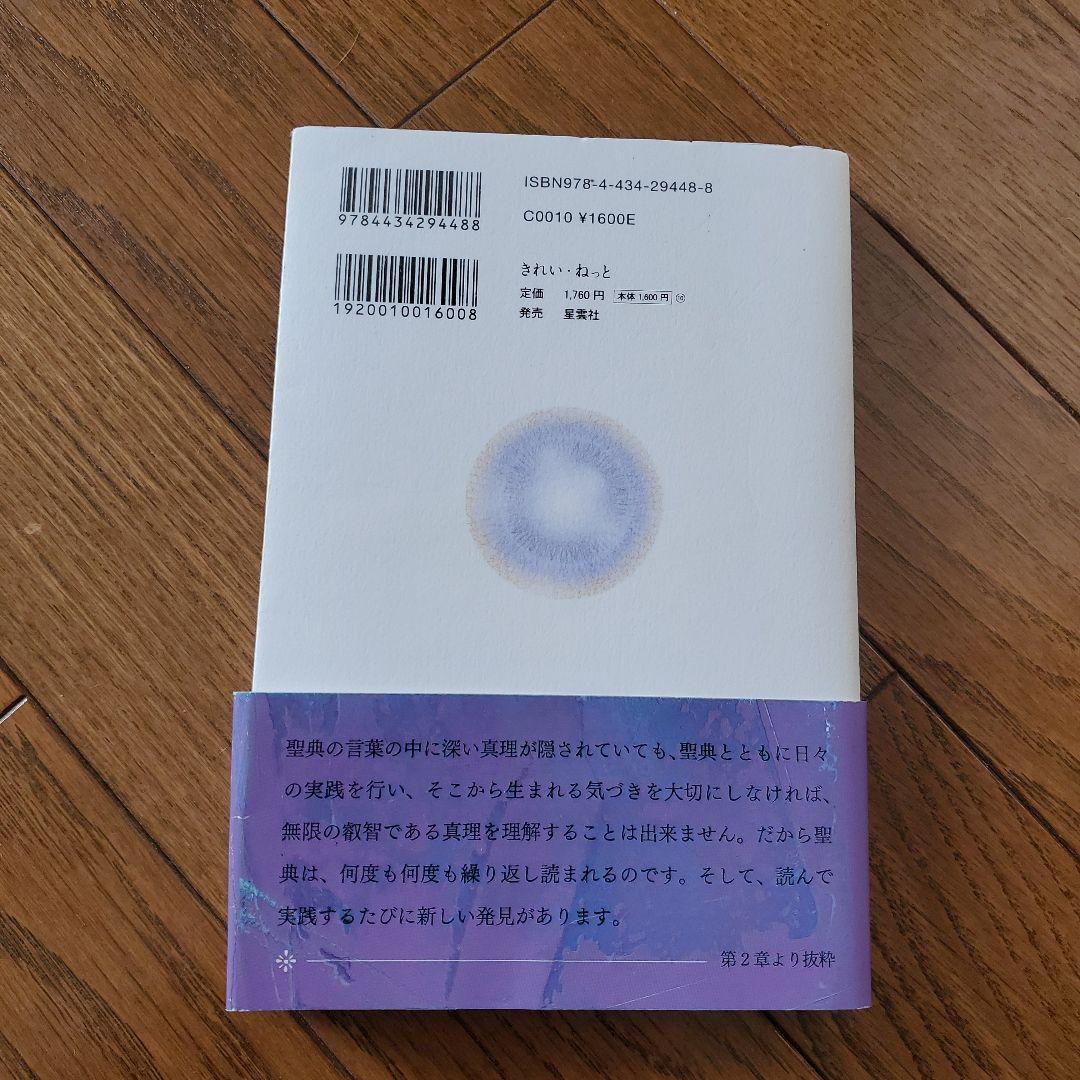 ISBN978-4-434-29448-8
9784434294488
C0010 ¥1600E
きれい・ねっと
定価 1,760円 本体 1,600円 ⑩
1920010016008
発売 星雲社
聖典の言葉の中に深い真理が隠されていても、聖典とともに日々
の実践を行い、そこから生まれる気づきを大切にしなければ、
無限の叡智である真理を理解することは出来ません。だから聖
典は、何度も何度も繰り返し読まれるのです。そして、読んで
実践するたびに新しい発見があります。
第2章より抜粋